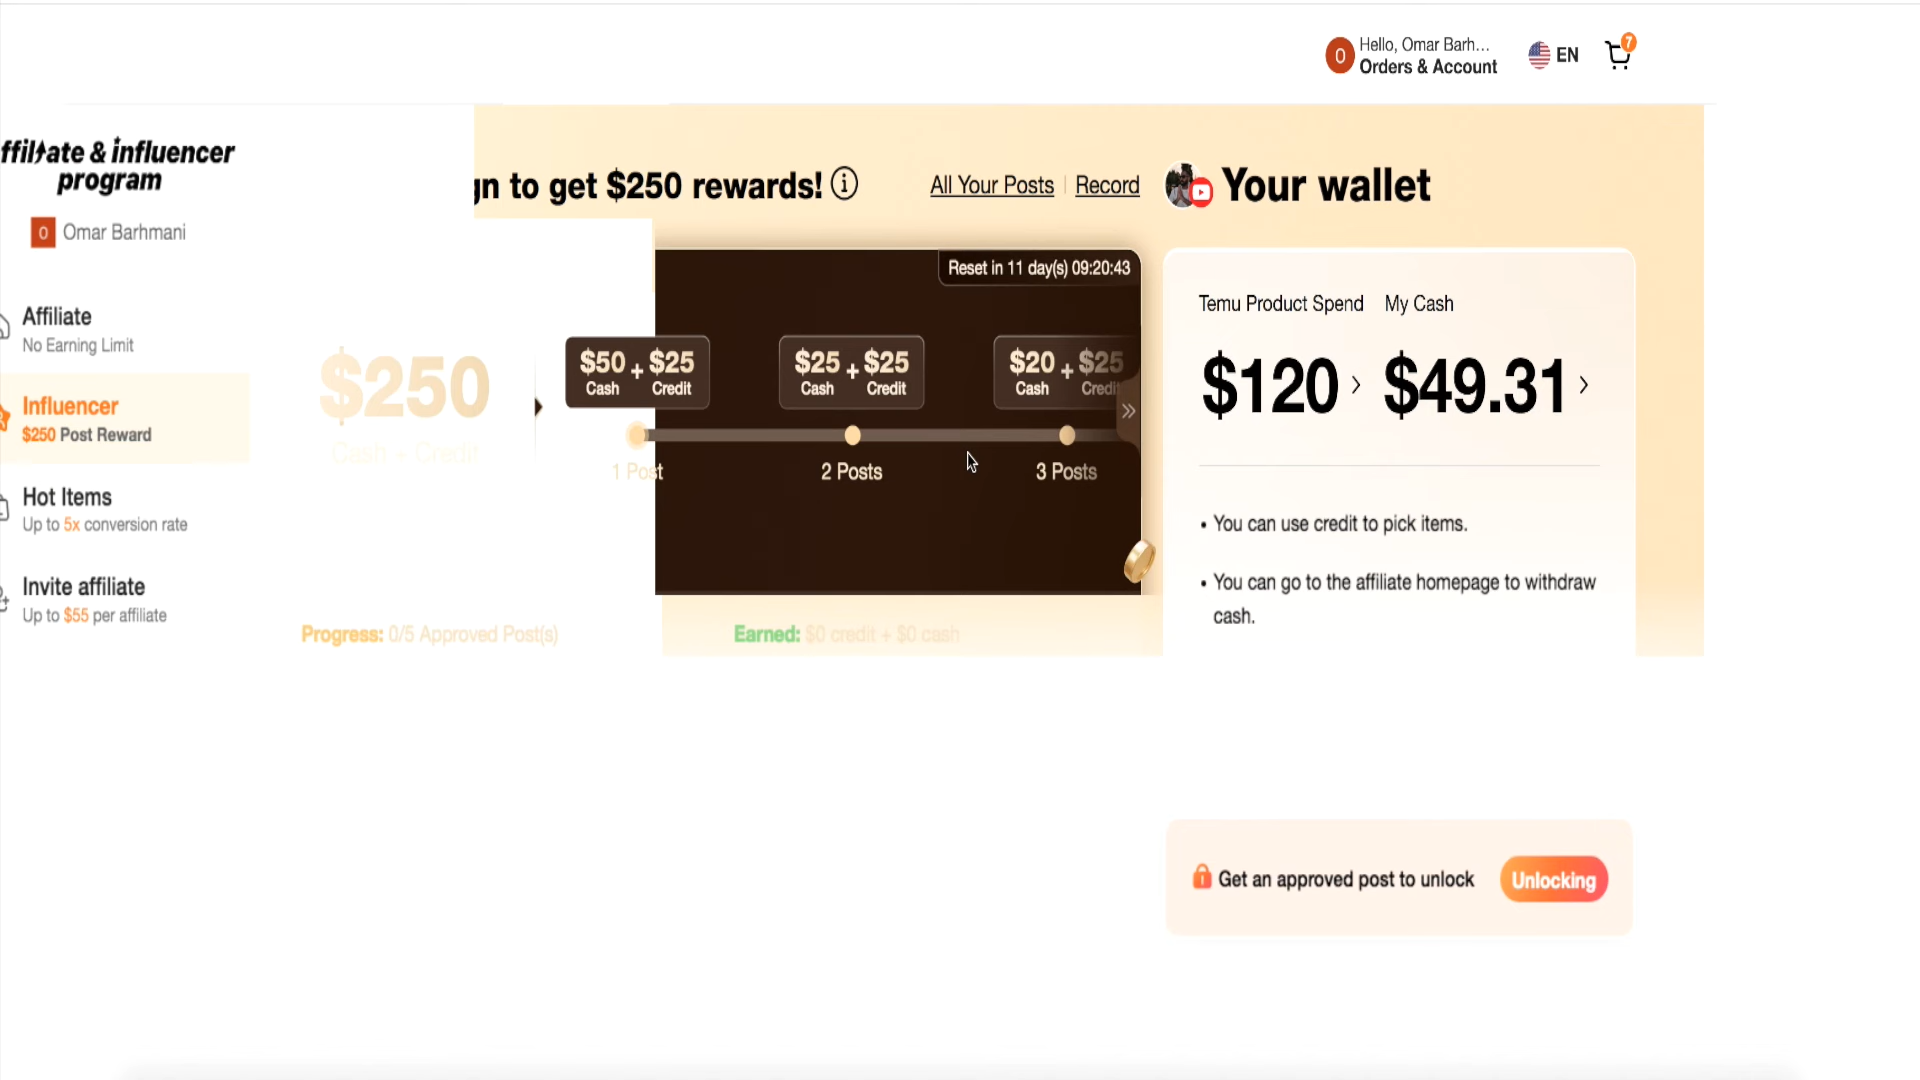 Hello, Omar Barh...
Orders & Account
EN
7
O
ffiliate & influencer
program
O Omar Barhmani
Affiliate
No Earning Limit
Influencer
$250 Post Reward
Hot Items
Up to 5x conversion rate
Invite affiliate
Up to $55 per affiliate
gn to get $250 rewards!
All Your Posts
Record
Reset in 11 day(s) 09:20:43
$250
Cash + Credit
$50 + $25
Cash Credit
$25 + $25
Cash Credit
$20 + $25
Cash Credit
1 Post
2 Posts
3 Posts
Progress: 0/5 Approved Post(s)
Earned: $0 credit + $0 cash
Your wallet
Temu Product Spend
My Cash
$120
$49.31
• You can use credit to pick items.
• You can go to the affiliate homepage to withdraw
cash.
Get an approved post to unlock
Unlocking